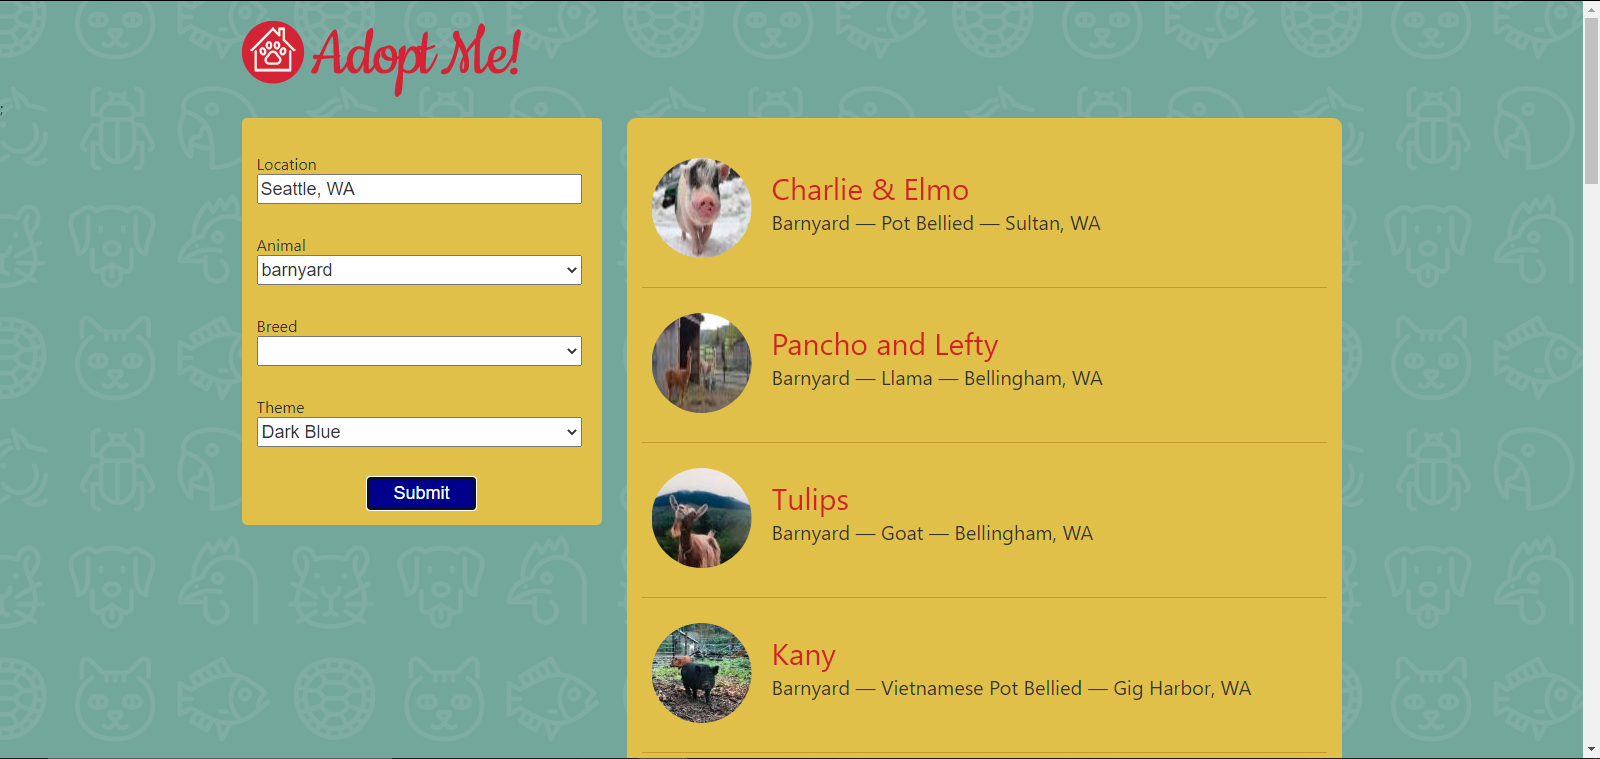 Adopt Me!
;
Location
Seattle, WA
Animal
barnyard
Breed
Theme
Dark Blue
Submit
Charlie & Elmo
Barnyard — Pot Bellied — Sultan, WA
Pancho and Lefty
Barnyard — Llama — Bellingham, WA
Tulips
Barnyard — Goat — Bellingham, WA
Kany
Barnyard — Vietnamese Pot Bellied — Gig Harbor, WA